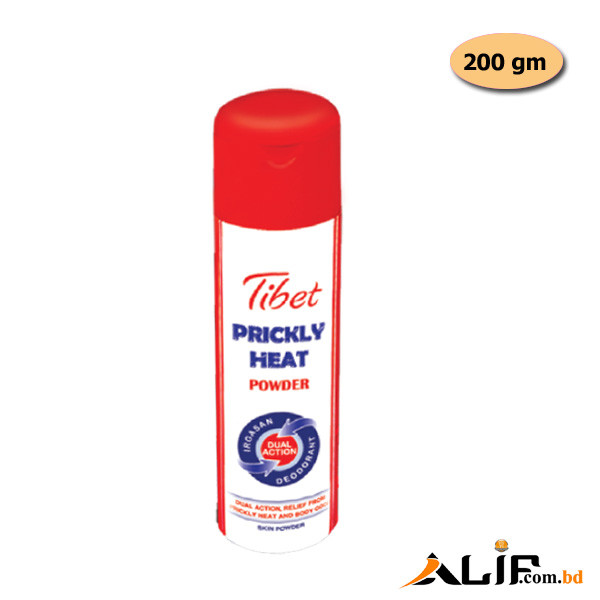 200 gm
Tibet
PRICKLY
HEAT
POWDER
IRGASAN
DUAL
ACTION
DEODORANT
DUAL ACTION, RELIEF FROM
PRICKLY HEAT AND BODY ODO
SKIN POWDER
ALIF.com.bd